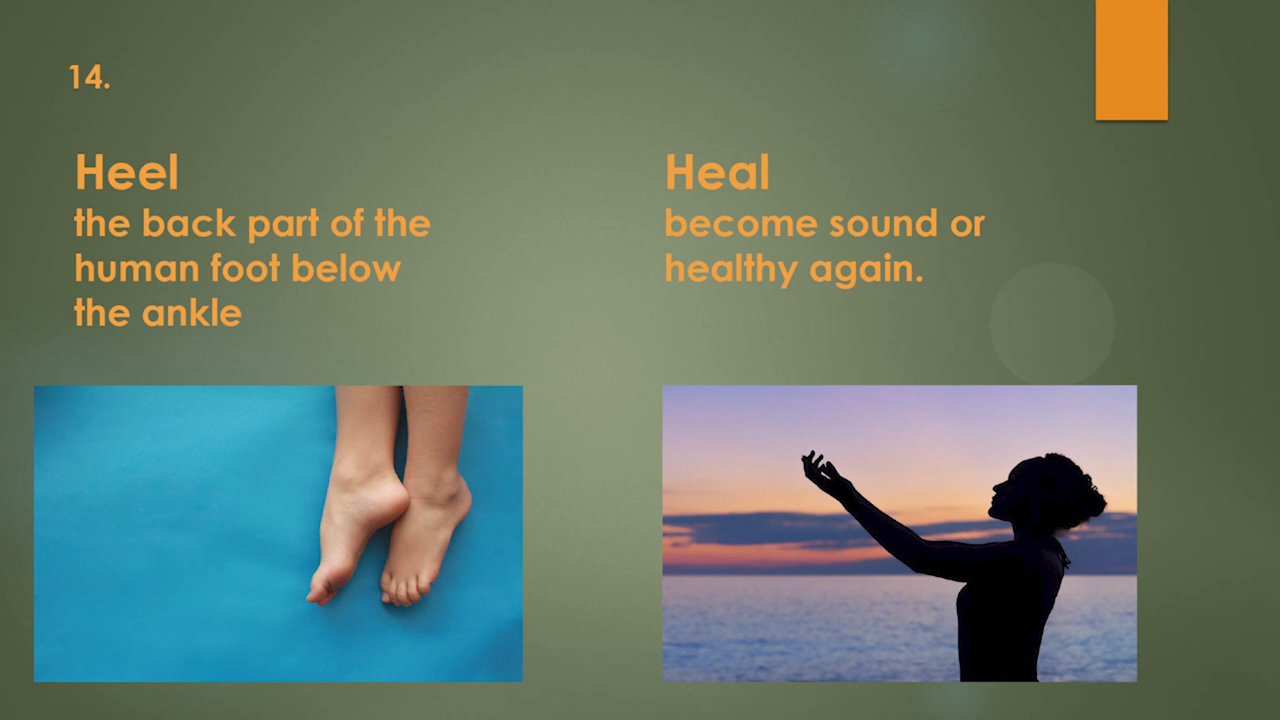 14.
Heel
the back part of the
human foot below
the ankle
Heal
become sound or
healthy again.